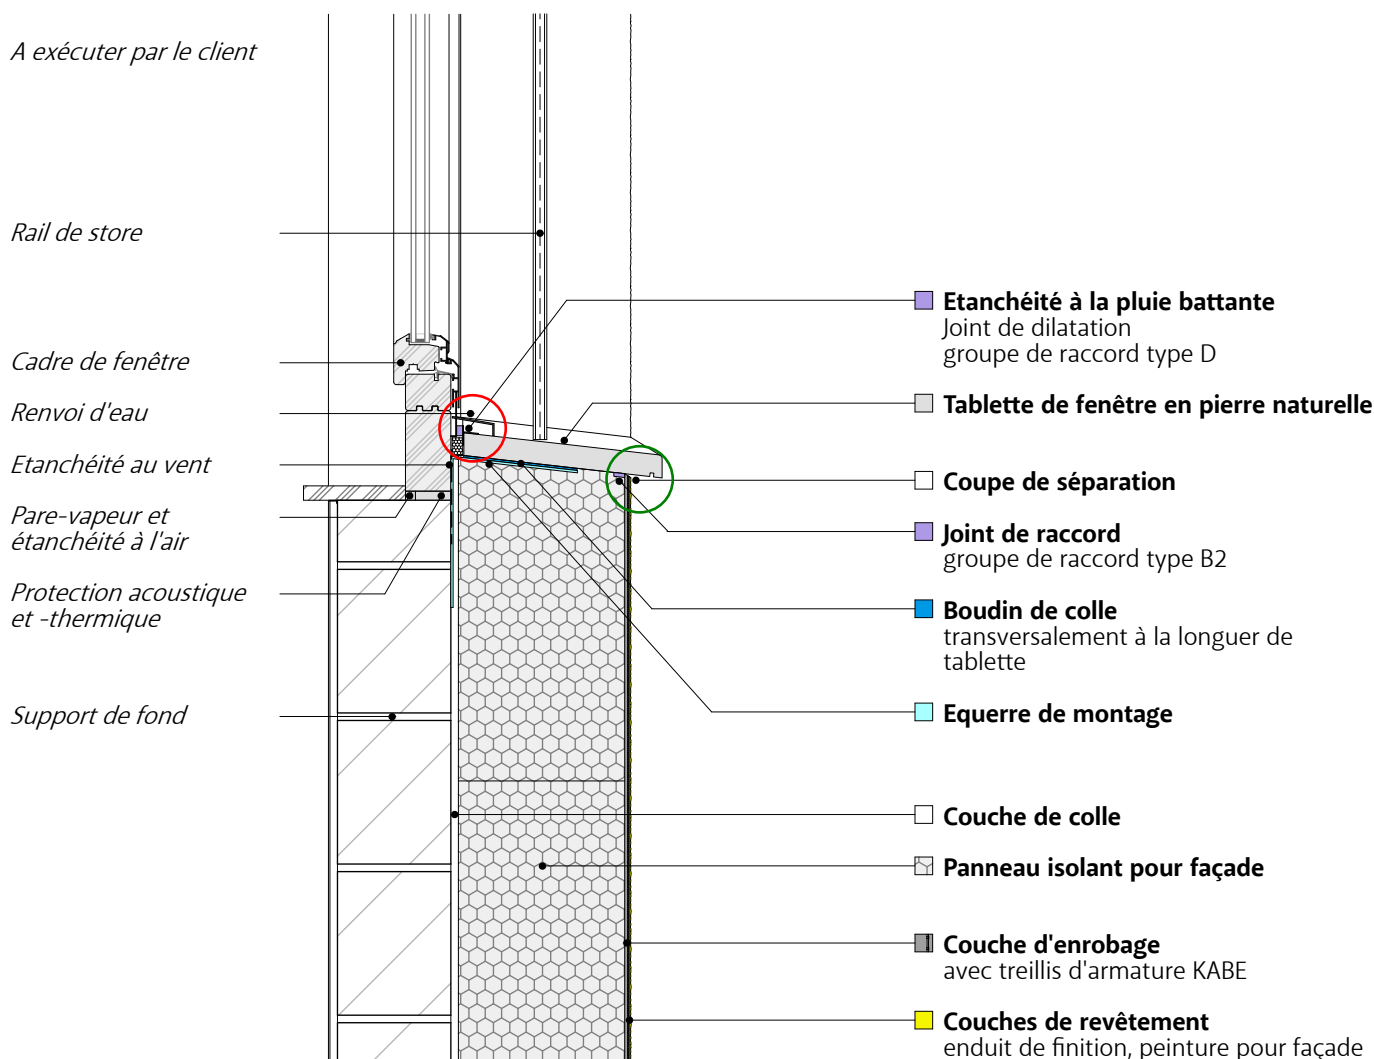 A exécuter par le client
Rail de store
Cadre de fenêtre
Renvoi d'eau
Etanchéité au vent
Pare-vapeur et
étanchéité à l'air
Protection acoustique
et -thermique
Support de fond
Etanchéité à la pluie battante
Joint de dilatation
groupe de raccord type D
Tablette de fenêtre en pierre naturelle
Coupe de séparation
Joint de raccord
groupe de raccord type B2
Boudin de colle
transversalement à la longuer de
tablette
Equerre de montage
Couche de colle
Panneau isolant pour façade
Couche d'enrobage
avec treillis d'armature KABE
Couches de revêtement
enduit de finition, peinture pour façade